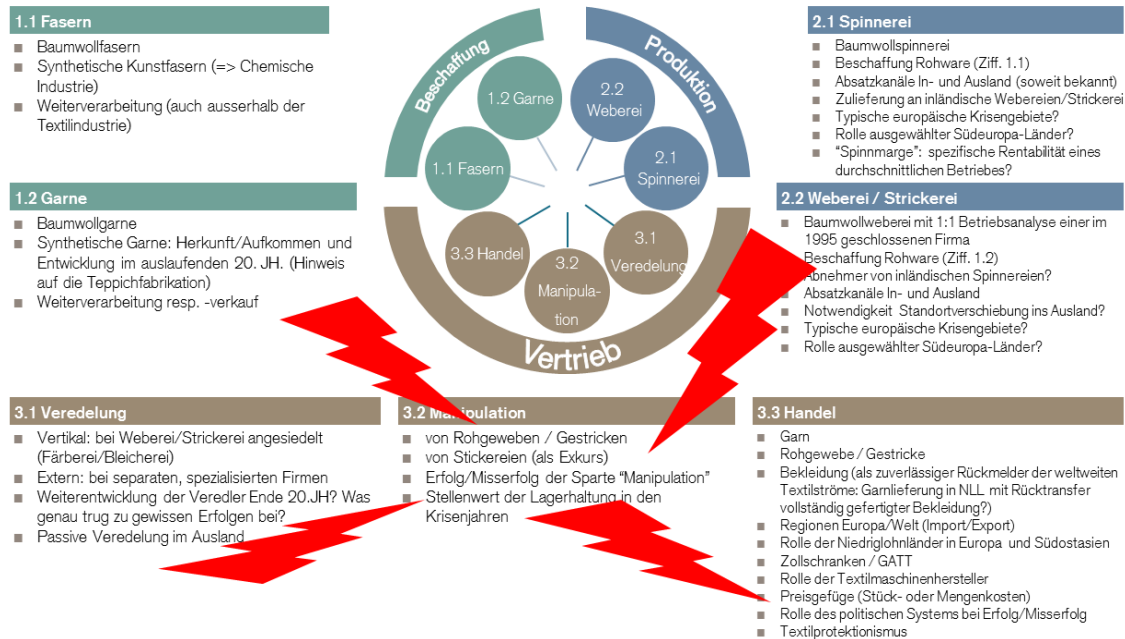 1.1 Fasern
Baumwollfasern
Synthetische Kunstfasern (=> Chemische
Industrie)
Weiterverarbeitung (auch ausserhalb der
Textilindustrie)
1.2 Garne
Baumwollgarne
Synthetische Garne: Herkunft/Aufkommen und
Entwicklung im auslaufenden 20. JH. (Hinweis
auf die Teppichfabrikation)
Weiterverarbeitung resp. -verkauf
Beschaffung
Produktion
Vertrieb
1.1 Fasern
1.2 Garne
2.2
Weberei
2.1
Spinnerei
3.1
Veredelung
3.2
Manipula-
tion
3.3 Handel
2.1 Spinnerei
Baumwollspinnerei
Beschaffung Rohware (Ziff. 1.1)
Absatzkanäle In- und Ausland (soweit bekannt)
Zulieferung an inländische Webereien/Strickerei
Typische europäische Krisengebiete?
Rolle ausgewählter Südeuropa-Länder?
"Spinnmarge": spezifische Rentabilität eines
durchschnittlichen Betriebes?
2.2 Weberei / Strickerei
Baumwollweberei mit 1:1 Betriebsanalyse einer im
1995 geschlossenen Firma
Beschaffung Rohware (Ziff. 1.2)
Abnehmer von inländischen Spinnereien?
Absatzkanäle In- und Ausland
Notwendigkeit Standortverschiebung ins Ausland?
Typische europäische Krisengebiete?
Rolle ausgewählter Südeuropa-Länder?
3.1 Veredelung
Vertikal: bei Weberei/Strickerei angesiedelt
(Färberei/Bleicherei)
Extern: bei separaten, spezialisierten Firmen
Weiterentwicklung der Veredler Ende 20.JH? Was
genau trug zu gewissen Erfolgen bei?
Passive Veredelung im Ausland
3.2 Manipulation
von Rohgeweben / Gestricken
von Stickereien (als Exkurs)
Erfolg/Misserfolg der Sparte "Manipulation"
Stellenwert der Lagerhaltung in den
Krisenjahren
3.3 Handel
Garn
Rohgewebe / Gestricke
Bekleidung (als zuverlässiger Rückmelder der weltweiten
Textilströme: Garnlieferung in NLL mit Rücktransfer
vollständig gefertigter Bekleidung?)
Regionen Europa/Welt (Import/Export)
Rolle der Niedriglohnländer in Europa und Südostasien
Zollschranken / GATT
Rolle der Textilmaschinenhersteller
Preisgefüge (Stück- oder Mengenkosten)
Rolle des politischen Systems bei Erfolg/Misserfolg
Textilprotektionismus